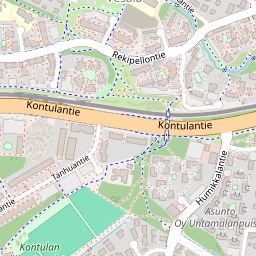 Rekipellontie
Kontulantie
Kontulantie
Tanhuantie
Humikkalantie
Asunto
Oy Untamalanpuis
Kontulan